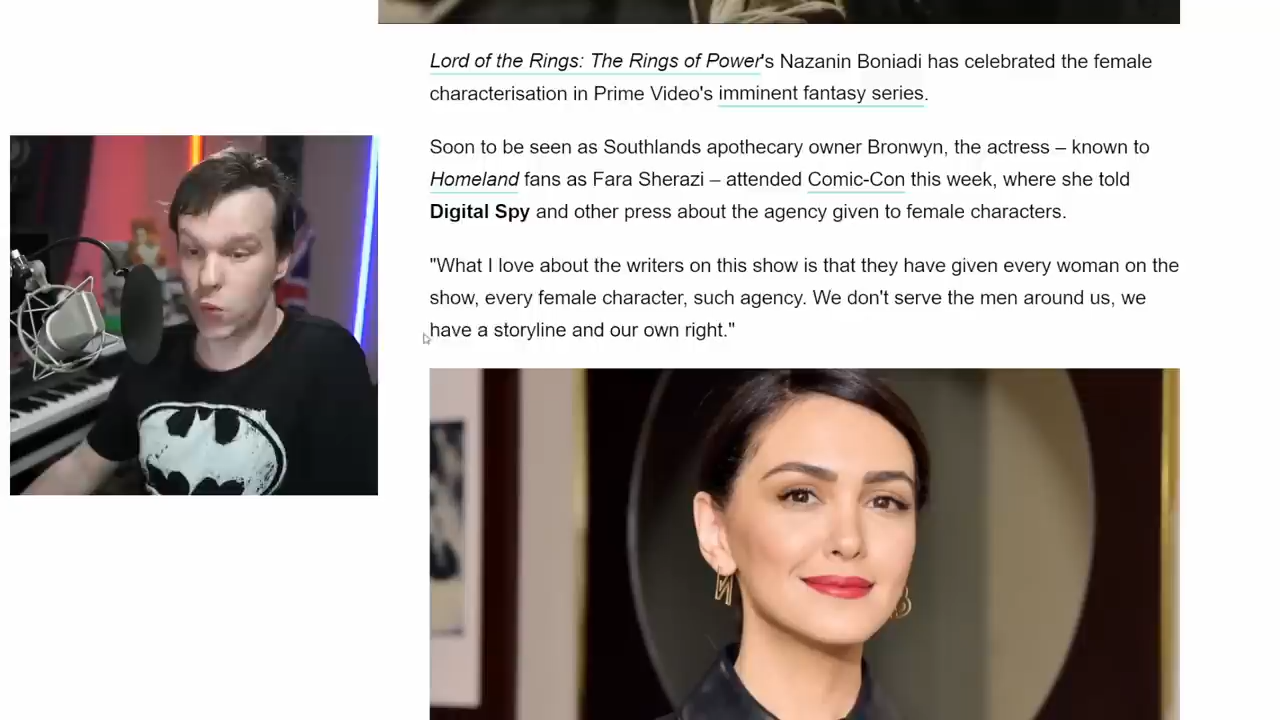 Lord of the Rings: The Rings of Power's Nazanin Boniadi has celebrated the female
characterisation in Prime Video's imminent fantasy series.
Soon to be seen as Southlands apothecary owner Bronwyn, the actress – known to
Homeland fans as Fara Sherazi – attended Comic-Con this week, where she told
Digital Spy and other press about the agency given to female characters.
"What I love about the writers on this show is that they have given every woman on the
show, every female character, such agency. We don't serve the men around us, we
have a storyline and our own right."